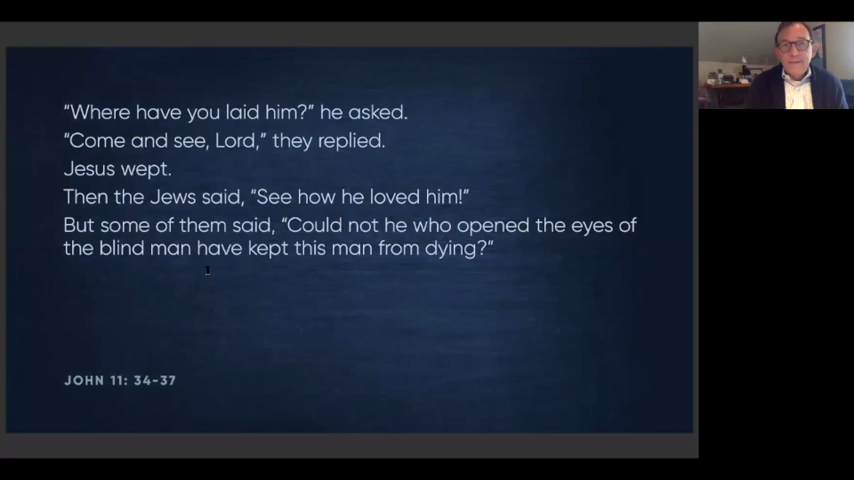 “Where have you laid him?” he asked.
“Come and see, Lord,” they replied.
Jesus wept.
Then the Jews said, “See how he loved him!”
But some of them said, “Could not he who opened the eyes of
the blind man have kept this man from dying?”
JOHN 11: 34-37